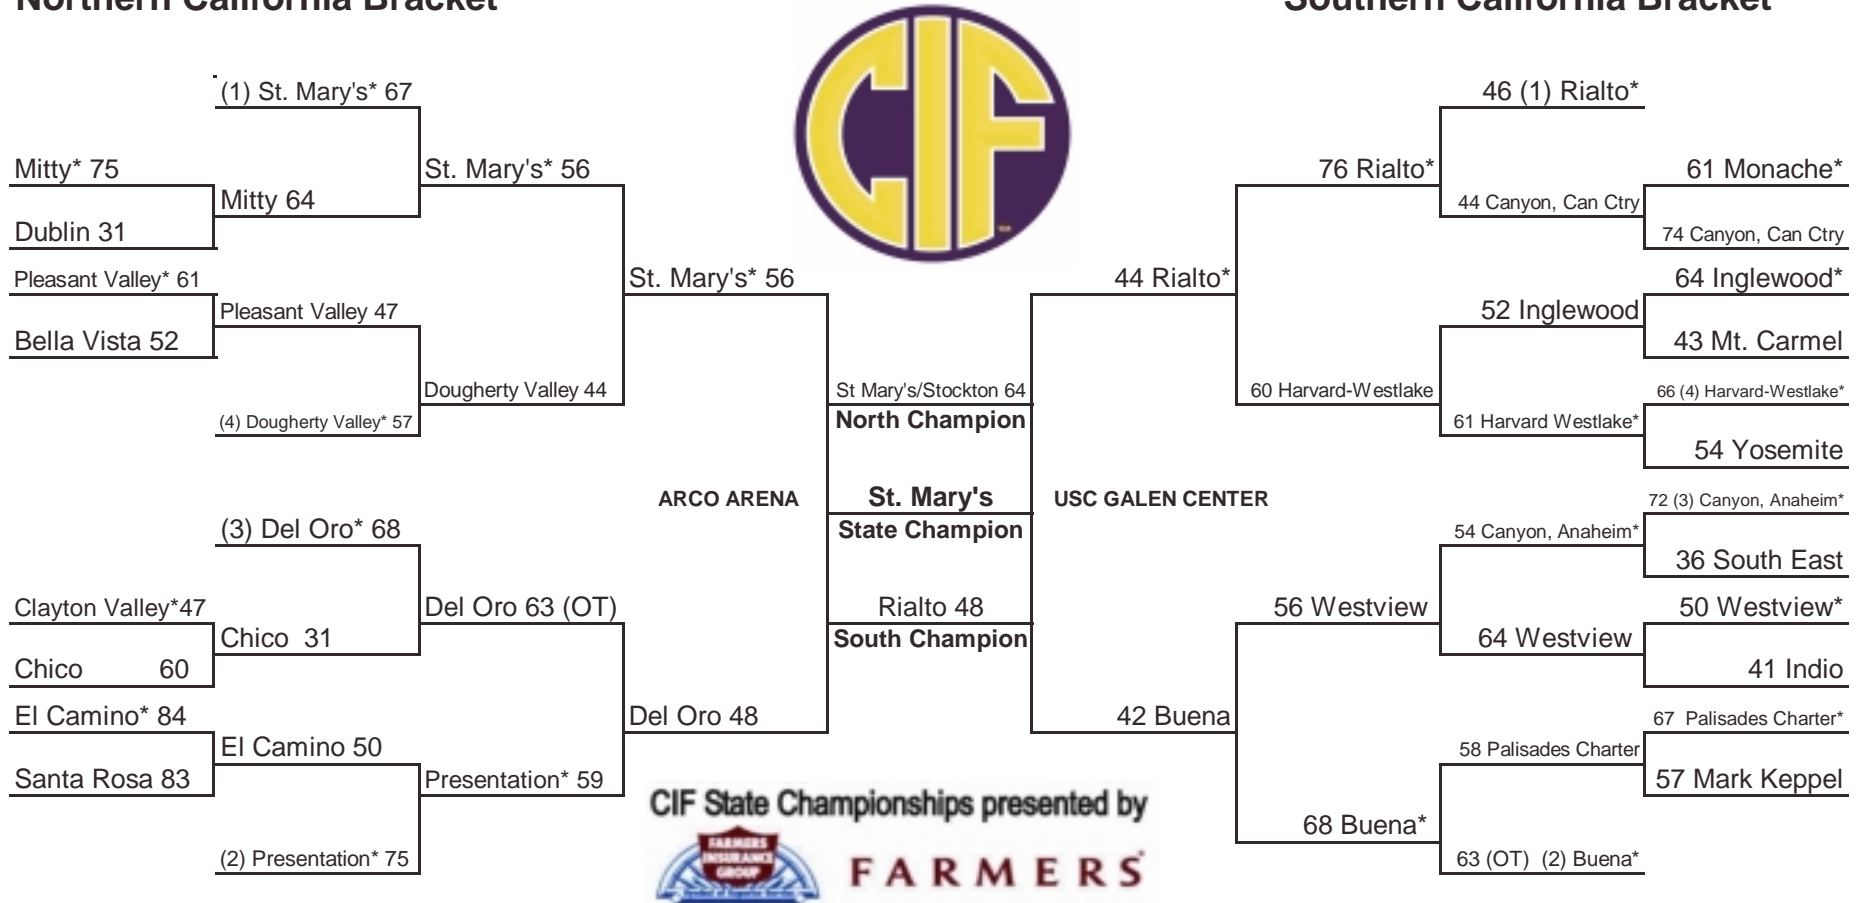 Northern California Bracket
Southern California Bracket
CIF
(1) St. Mary's* 67
Mitty* 75
St. Mary's* 56
Mitty 64
Dublin 31
Pleasant Valley* 61
St. Mary's* 56
Pleasant Valley 47
Bella Vista 52
Dougherty Valley 44
(4) Dougherty Valley* 57
St Mary's/Stockton 64
North Champion
ARCO ARENA
St. Mary's
State Champion
USC GALEN CENTER
Rialto 48
South Champion
(3) Del Oro* 68
Clayton Valley*47
Del Oro 63 (OT)
Chico 31
Chico 60
El Camino* 84
Del Oro 48
El Camino 50
Santa Rosa 83
Presentation* 59
(2) Presentation* 75
46 (1) Rialto*
76 Rialto*
61 Monache*
44 Canyon, Can Ctry
74 Canyon, Can Ctry
44 Rialto*
64 Inglewood*
52 Inglewood
43 Mt. Carmel
60 Harvard-Westlake
66 (4) Harvard-Westlake*
61 Harvard Westlake*
54 Yosemite
72 (3) Canyon, Anaheim*
54 Canyon, Anaheim*
36 South East
56 Westview
50 Westview*
64 Westview
41 Indio
42 Buena
67 Palisades Charter*
58 Palisades Charter
57 Mark Keppel
68 Buena*
63 (OT) (2) Buena*
CIF State Championships presented by
FARMERS
INSURANCE
GROUP
FARMERS